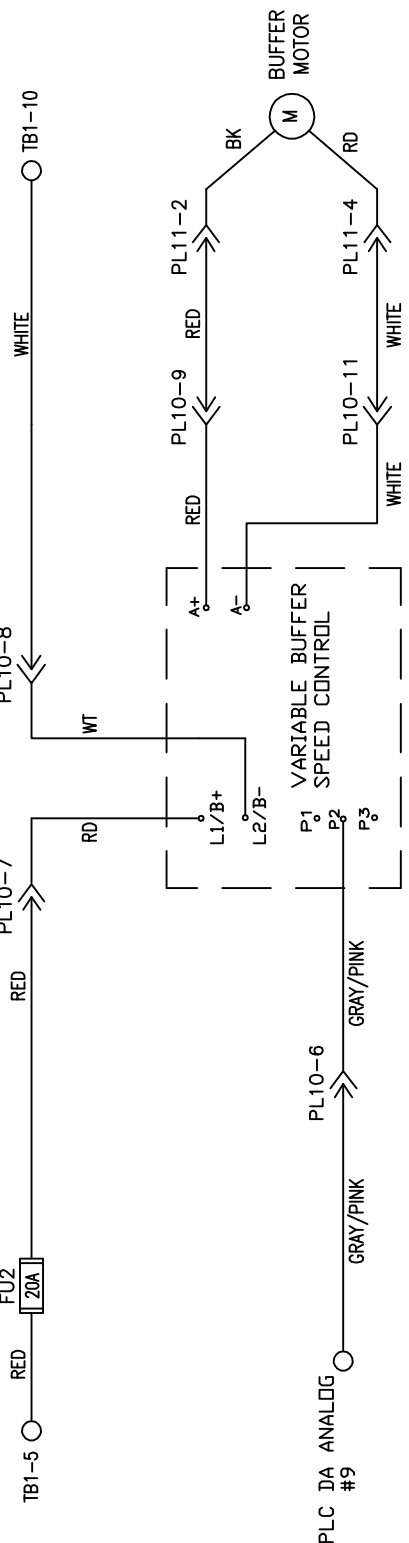 TB1-5
RED
FU2
20A
RED
PL10-7
RD
PL10-8
WT
WHITE
TB1-10
L1/B+
L2/B-
P1
P2
P3
A+
A-
VARIABLE BUFFER
SPEED CONTROL
RED
PL10-9
RED
PL11-2
BK
M
BUFFER
MOTOR
RD
WHITE
PL10-11
WHITE
PL11-4
PLC DA ANALOG
#9
GRAY/PINK
PL10-6
GRAY/PINK